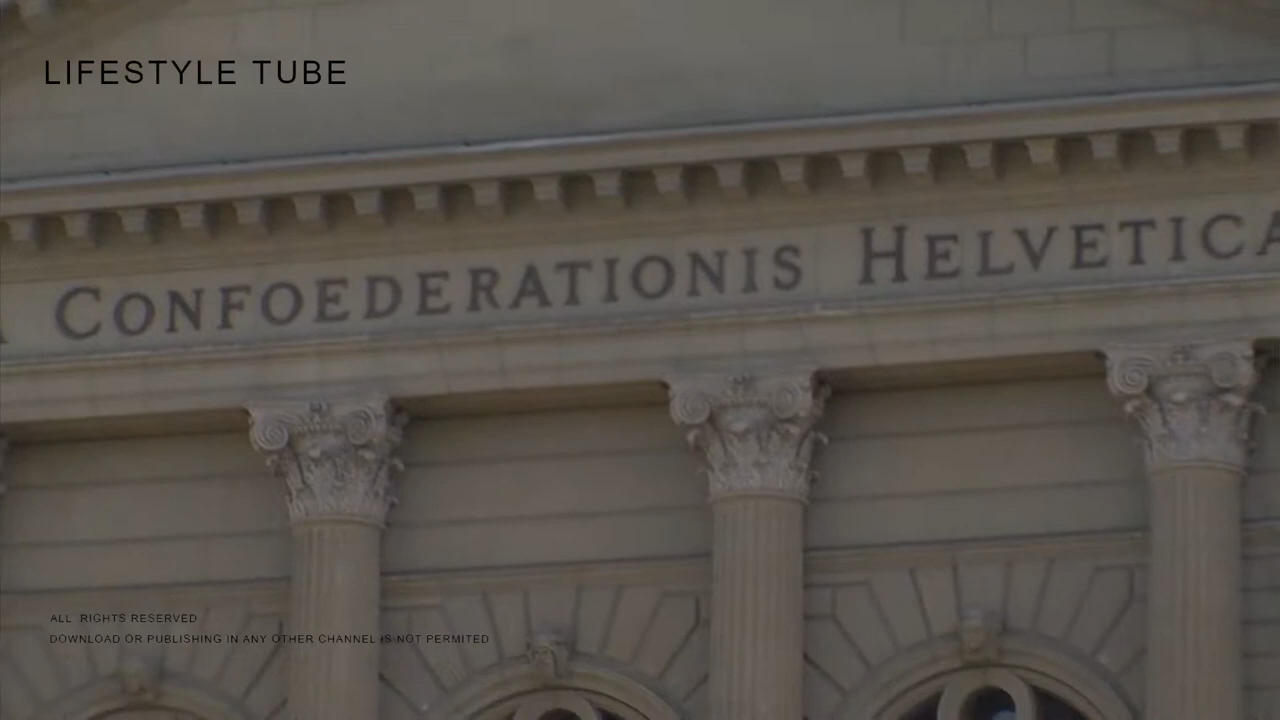 LIFESTYLE TUBE
CONFOEDERATIONIS HELVETICA
ALL RIGHTS RESERVED
DOWNLOAD OR PUBLISHING IN ANY OTHER CHANNEL IS NOT PERMITED